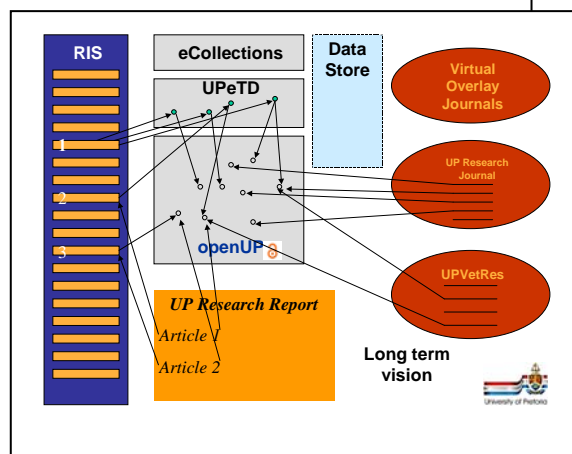 RIS
1
2
3
eCollections
UPeTD
openUP
UP Research Report
Article 1
Article 2
Data
Store
Virtual
Overlay
Journals
UP Research
Journal
UPVetRes
Long term
vision
University of Pretoria